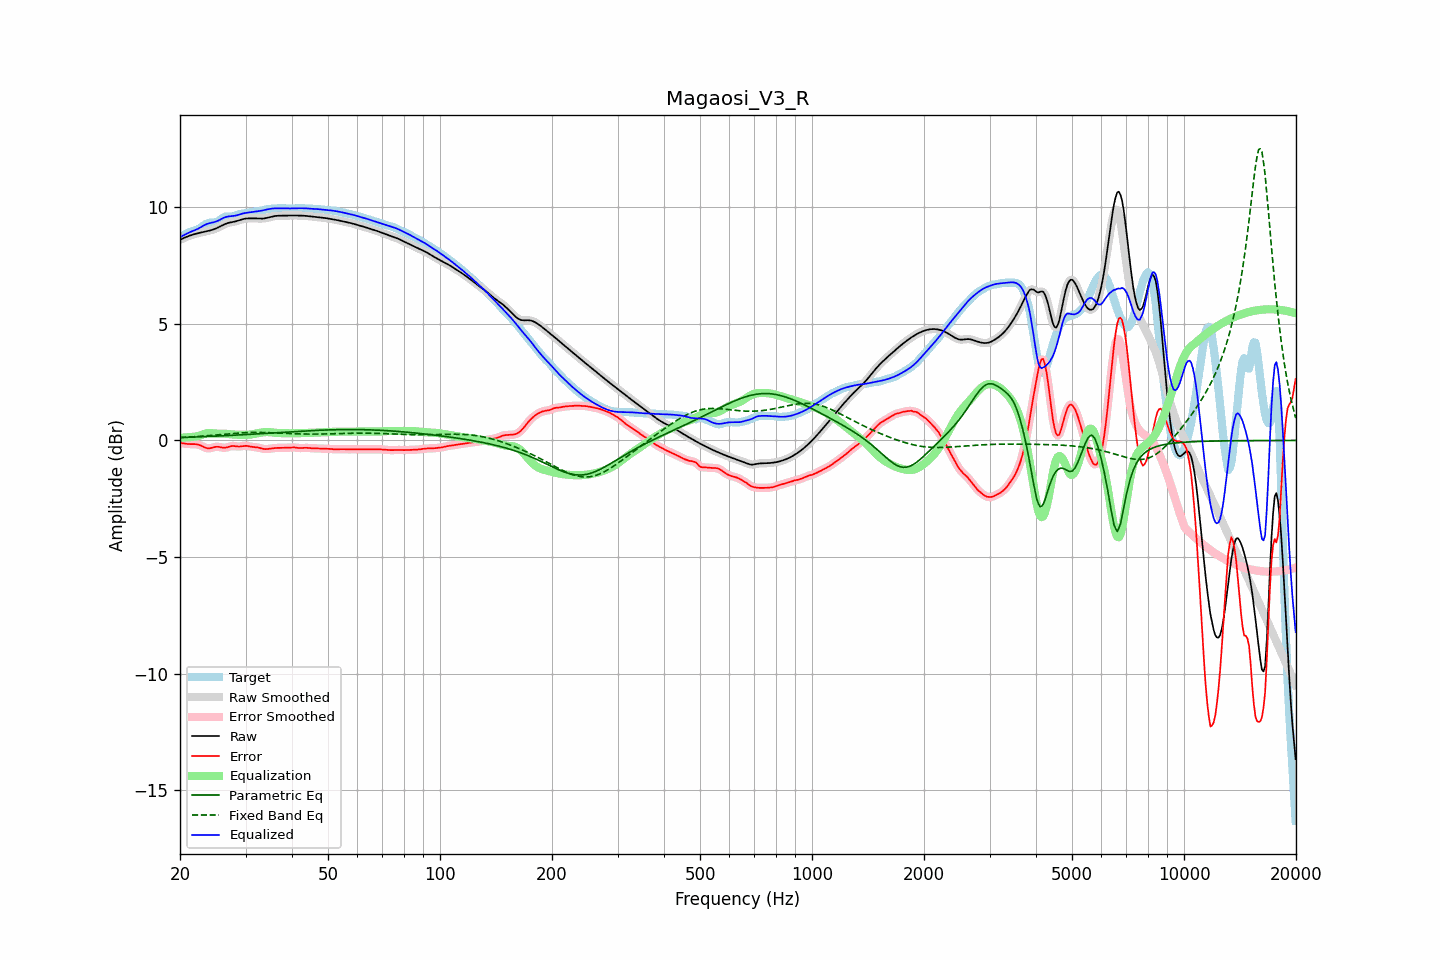 Magaosi_V3_R
Amplitude (dBr)
10
5
0
−5
−10
−15
Target
Raw Smoothed
Error Smoothed
Raw
Error
Equalization
Parametric Eq
Fixed Band Eq
Equalized
20 50 100 200 500 1000 2000 5000 10000 20000
Frequency (Hz)